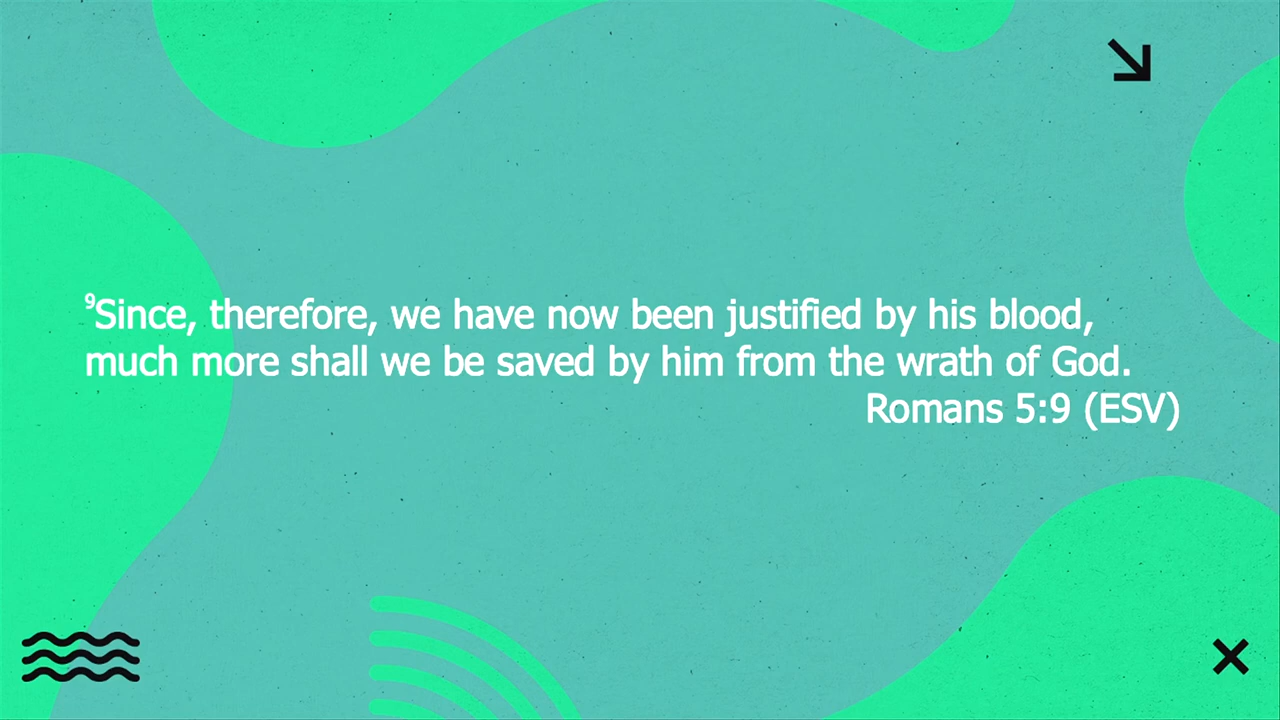 ⁹Since, therefore, we have now been justified by his blood,
much more shall we be saved by him from the wrath of God.
Romans 5:9 (ESV)